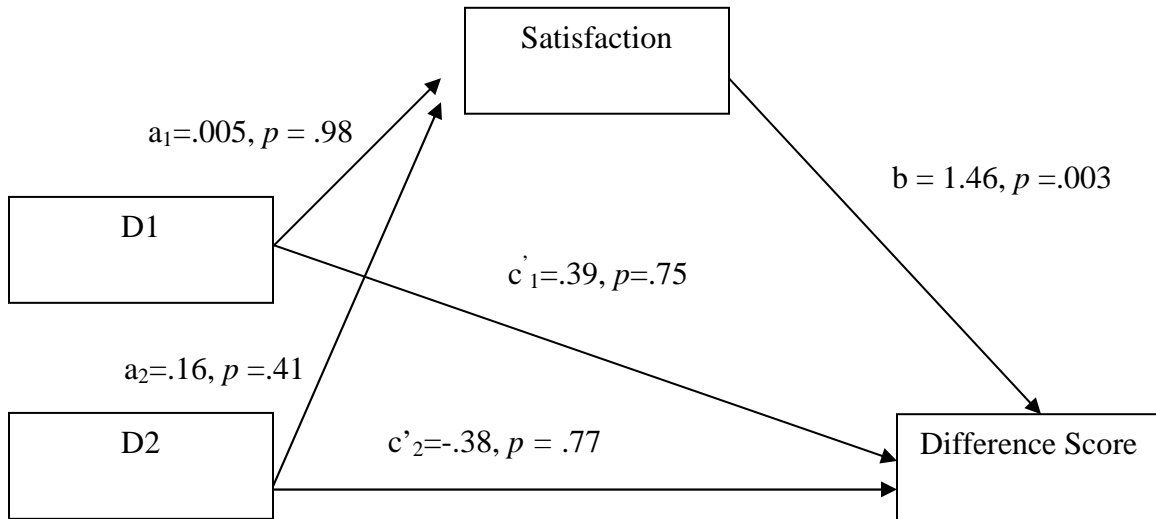 Satisfaction
a₁=.005, p = .98
b = 1.46, p =.003
D1
c’₁=.39, p=.75
a₂=.16, p =.41
D2
c’₂=-.38, p = .77
Difference Score